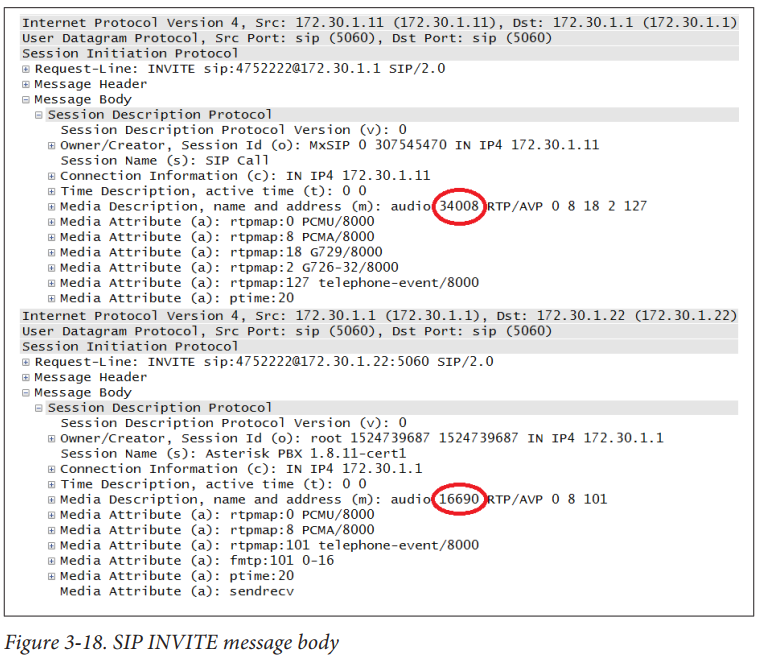 Internet Protocol Version 4, Src: 172.30.1.11 (172.30.1.11), Dst: 172.30.1.1 (172.30.1.1)
User Datagram Protocol, Src Port: sip (5060), Dst Port: sip (5060)
Session Initiation Protocol
Request-Line: INVITE sip:4752222@172.30.1.1 SIP/2.0
Message Header
Message Body
Session Description Protocol
Session Description Protocol Version (v): 0
Owner/Creator, Session Id (o): MxSIP 0 307545470 IN IP4 172.30.1.11
Session Name (s): SIP Call
Connection Information (c): IN IP4 172.30.1.11
Time Description, active time (t): 0 0
Media Description, name and address (m): audio 34008 RTP/AVP 0 8 18 2 127
Media Attribute (a): rtpmap:0 PCMU/8000
Media Attribute (a): rtpmap:8 PCMA/8000
Media Attribute (a): rtpmap:18 G729/8000
Media Attribute (a): rtpmap:2 G726-32/8000
Media Attribute (a): rtpmap:127 telephone-event/8000
Media Attribute (a): ptime:20
Internet Protocol Version 4, Src: 172.30.1.1 (172.30.1.1), Dst: 172.30.1.22 (172.30.1.22)
User Datagram Protocol, Src Port: sip (5060), Dst Port: sip (5060)
Session Initiation Protocol
Request-Line: INVITE sip:4752222@172.30.1.22:5060 SIP/2.0
Message Header
Message Body
Session Description Protocol
Session Description Protocol Version (v): 0
Owner/Creator, Session Id (o): root 1524739687 1524739687 IN IP4 172.30.1.1
Session Name (s): Asterisk PBX 1.8.11-cert1
Connection Information (c): IN IP4 172.30.1.1
Time Description, active time (t): 0 0
Media Description, name and address (m): audio 16690 RTP/AVP 0 8 101
Media Attribute (a): rtpmap:0 PCMU/8000
Media Attribute (a): rtpmap:8 PCMA/8000
Media Attribute (a): rtpmap:101 telephone-event/8000
Media Attribute (a): fmtp:101 0-16
Media Attribute (a): ptime:20
Media Attribute (a): sendrecv
Figure 3-18. SIP INVITE message body